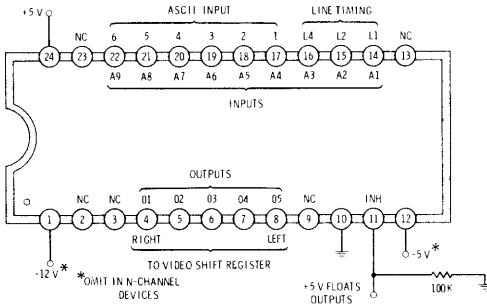 ASCII INPUT LINE TIMING
+5 V NC 6 5 4 3 2 1 L4 L2 L1 NC
24 23 22 21 20 19 18 17 16 15 14 13
A9 A8 A7 A6 A5 A4 A3 A2 A1
INPUTS
OUTPUTS
NC NC 01 02 03 04 05 NC INH
1 2 3 4 5 6 7 8 9 10 11 12
RIGHT LEFT
-12 V* TO VIDEO SHIFT REGISTER -5V*
*OMIT IN N-CHANNEL
DEVICES
+5 V FLOATS
OUTPUTS
100K